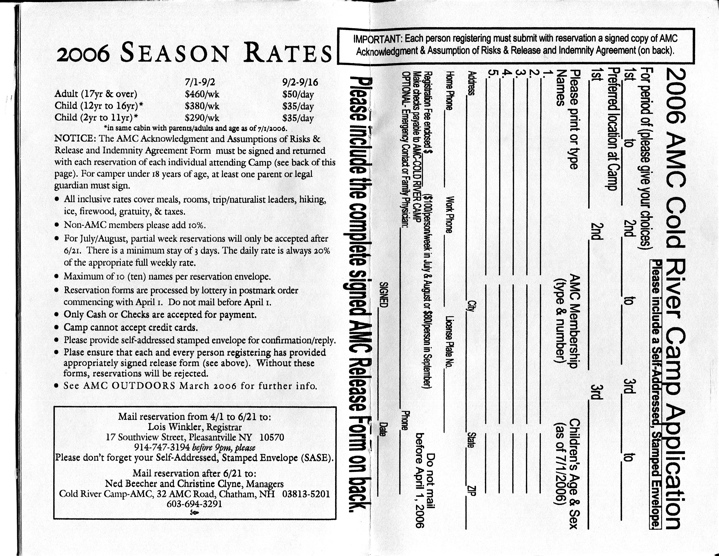 2006 SEASON RATES
7/1-9/2 9/2-9/16
Adult (17yr & over) $460/wk $50/day
Child (12yr to 16yr)* $380/wk $35/day
Child (2yr to 11yr)* $290/wk $35/day
*in same cabin with parents/adults and age as of 7/1/2006.
NOTICE: The AMC Acknowledgment and Assumptions of Risks &
Release and Indemnity Agreement Form must be signed and returned
with each reservation of each individual attending Camp (see back of this
page). For camper under 18 years of age, at least one parent or legal
guardian must sign.
• All inclusive rates cover meals, rooms, trip/naturalist leaders, hiking,
ice, firewood, gratuity, & taxes.
• Non-AMC members please add 10%.
• For July/August, partial week reservations will only be accepted after
6/21. There is a minimum stay of 3 days. The daily rate is always 20%
of the appropriate full weekly rate.
• Maximum of 10 (ten) names per reservation envelope.
• Reservation forms are processed by lottery in postmark order
commencing with April 1. Do not mail before April 1.
• Only Cash or Checks are accepted for payment.
• Camp cannot accept credit cards.
• Please provide self-addressed stamped envelope for confirmation/reply.
• Plase ensure that each and every person registering has provided
appropriately signed release form (see above). Without these
forms, reservations will be rejected.
• See AMC OUTDOORS March 2006 for further info.
Mail reservation from 4/1 to 6/21 to:
Lois Winkler, Registrar
17 Southview Street, Pleasantville NY 10570
914-747-3194 before 9pm, please
Please don't forget your Self-Addressed, Stamped Envelope (SASE).
Mail reservation after 6/21 to:
Ned Beecher and Christine Clyne, Managers
Cold River Camp-AMC, 32 AMC Road, Chatham, NH 03813-5201
603-694-3291
IMPORTANT: Each person registering must submit with reservation a signed copy of AMC
Acknowledgment & Assumption of Risks & Release and Indemnity Agreement (on back).
2006 AMC Cold River Camp Application
Please include a Self-Addressed, Stamped Envelope.
For period of (please give your choices)
1st to 2nd to 3rd to
Preferred location at Camp
1st 2nd 3rd
Please print or type AMC Membership Children's Age & Sex
Names (type & number) (as of 7/1/2006)
1.
2.
3.
4.
5.
Address City State ZIP
Home Phone Work Phone License Plate No.
Registration Fee enclosed $ ($100/person/week in July & August or $80/person in September)
Make checks payable to AMC-COLD RIVER CAMP
Do not mail
before April 1, 2006
OPTIONAL: Emergency Contact or Family Physician: Phone
SIGNED Date
Please include the complete signed AMC Release Form on back.